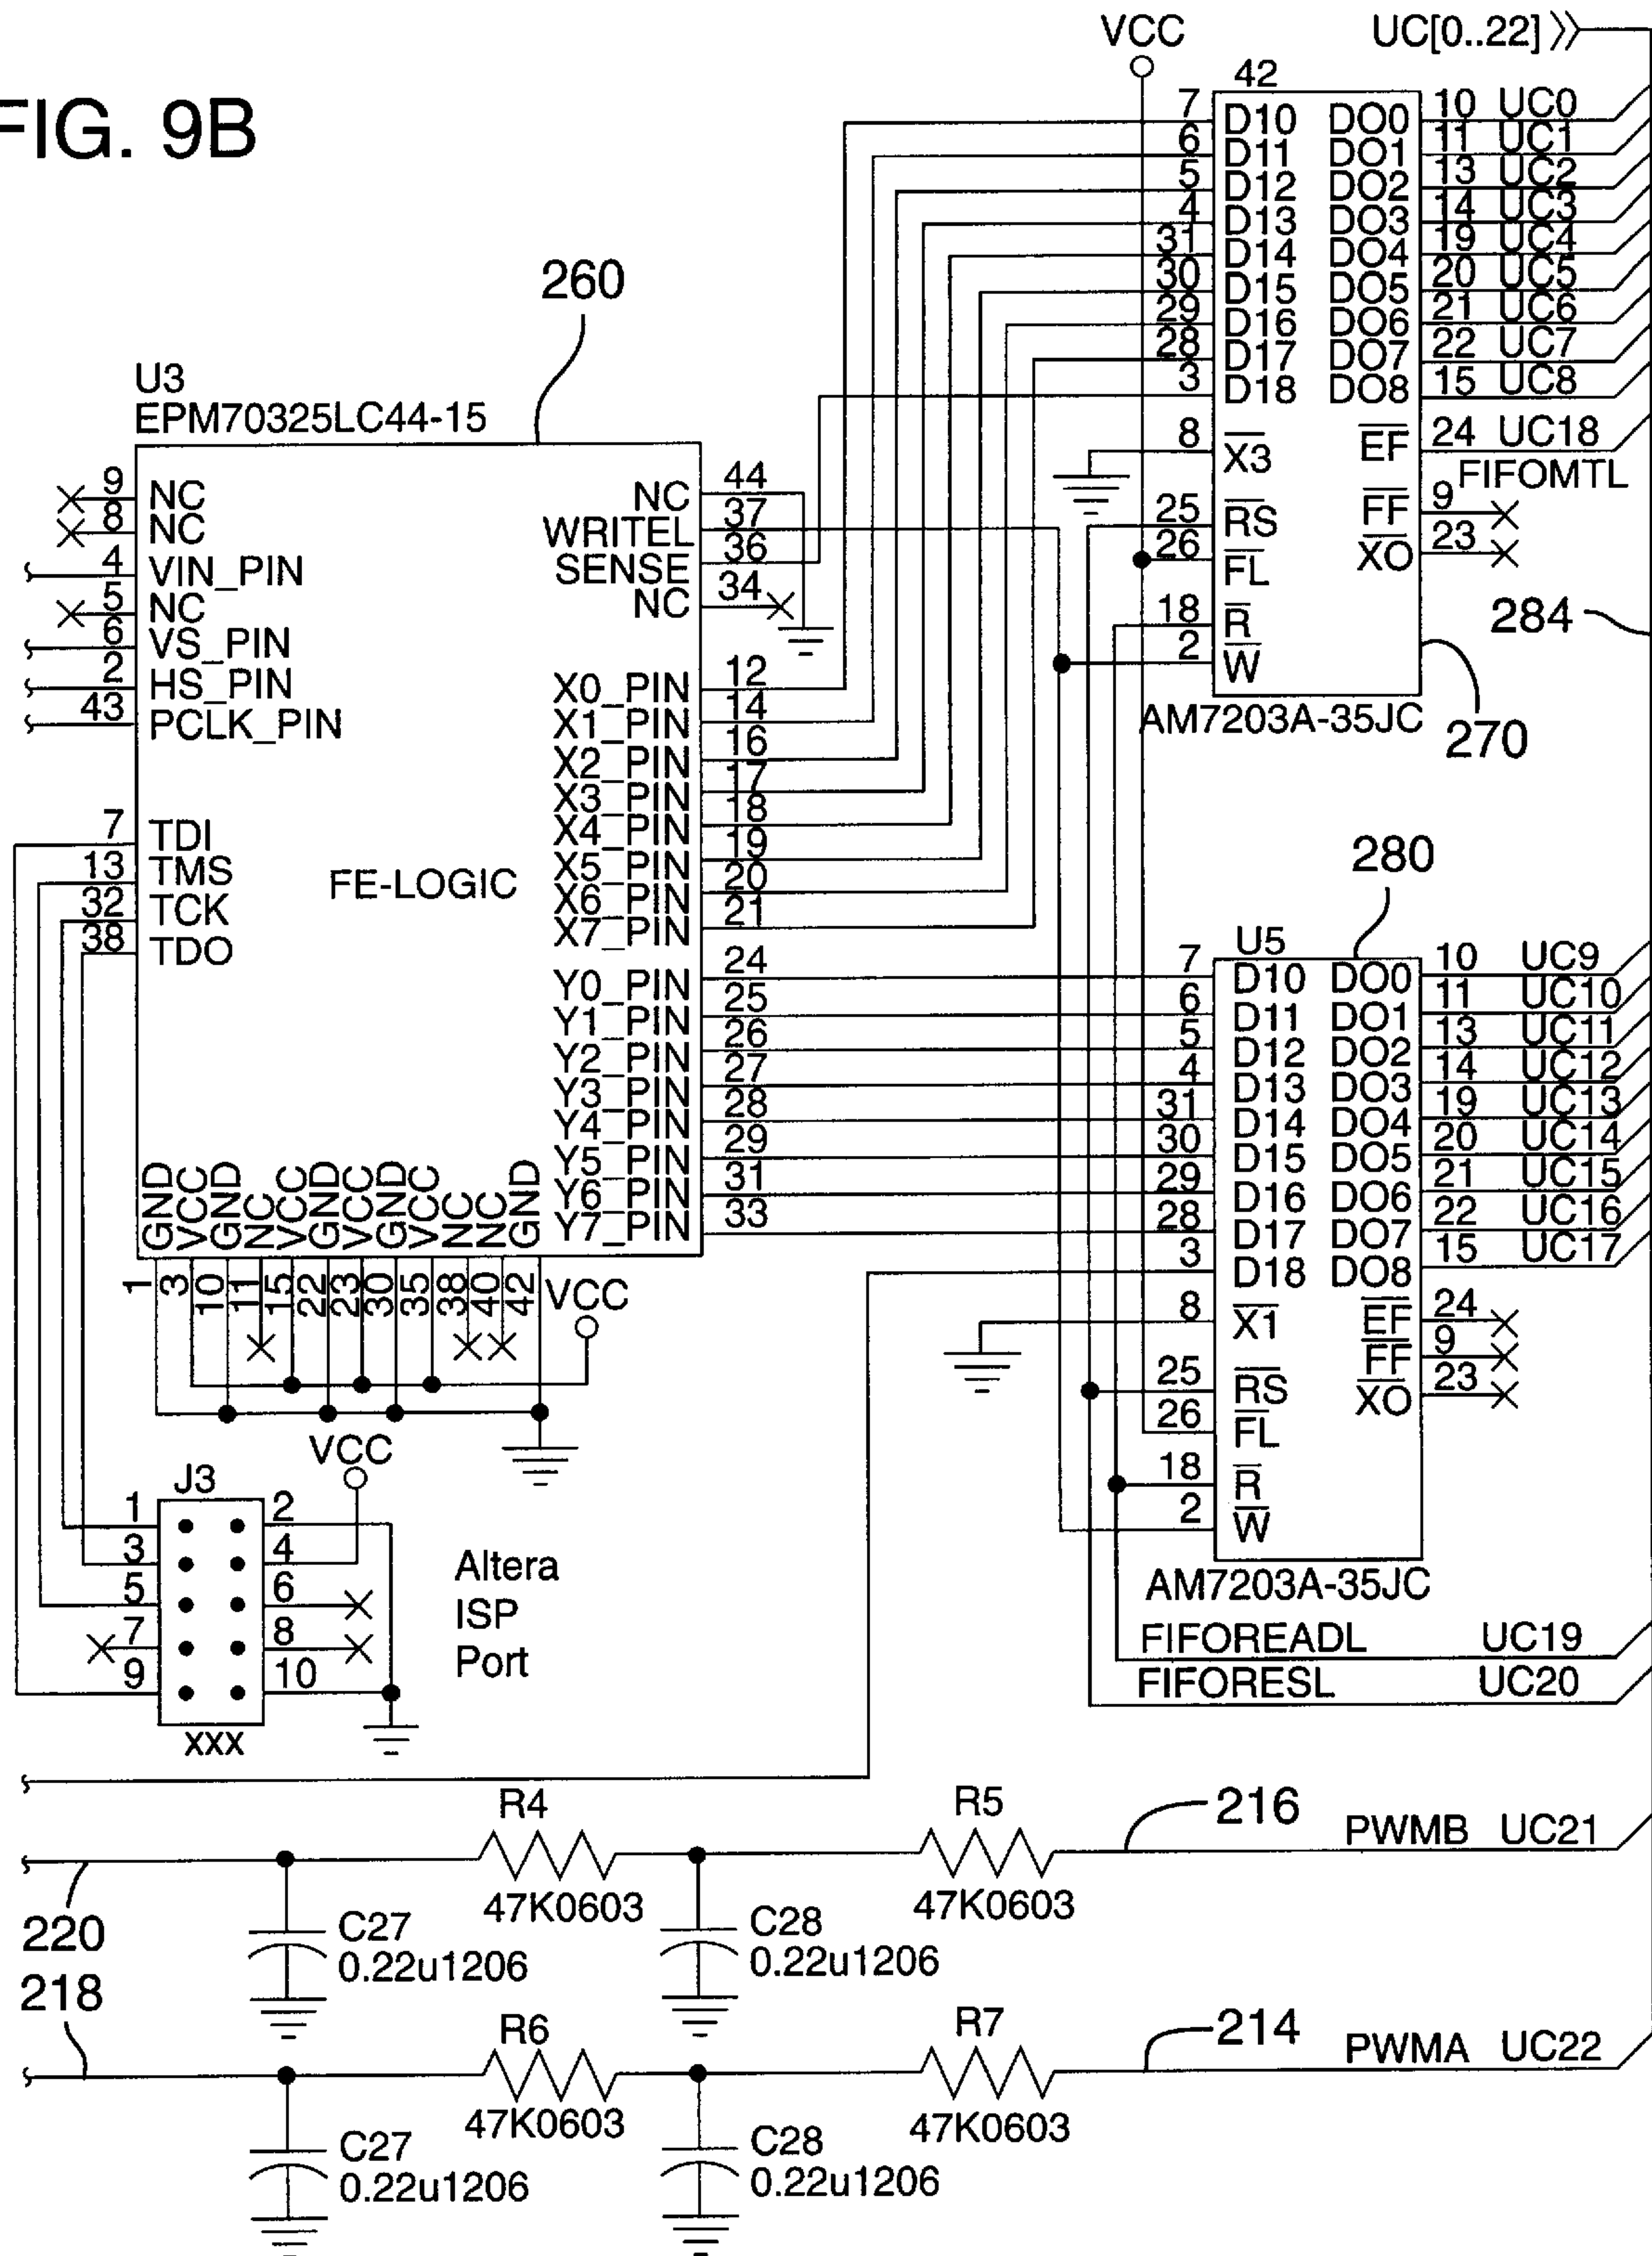 FIG. 9B
VCC
UC[0..22]
42
7 D10 DO0 10 UC0
6 D11 DO1 11 UC1
5 D12 DO2 13 UC2
4 D13 DO3 14 UC3
31 D14 DO4 19 UC4
30 D15 DO5 20 UC5
29 D16 DO6 21 UC6
28 D17 DO7 22 UC7
3 D18 DO8 15 UC8
8 X3 EF 24 UC18
FIFOMTL
25 RS FF 9
26 FL XO 23
18 R
2 W
284
AM7203A-35JC
270
260
U3
EPM70325LC44-15
9 NC
8 NC
4 VIN_PIN
5 NC
6 VS_PIN
2 HS_PIN
43 PCLK_PIN
7 TDI
13 TMS
32 TCK
38 TDO
FE-LOGIC
NC 44
WRITEL 37
SENSE 36
NC 34
X0_PIN 12
X1_PIN 14
X2_PIN 16
X3_PIN 17
X4_PIN 18
X5_PIN 19
X6_PIN 20
X7_PIN 21
Y0_PIN 24
Y1_PIN 25
Y2_PIN 26
Y3_PIN 27
Y4_PIN 28
Y5_PIN 29
Y6_PIN 31
Y7_PIN 33
GND VCC GND NC VCC GND VCC GND VCC NC NC GND
1 3 10 11 15 22 23 30 35 38 40 42
VCC
280
U5
7 D10 DO0 10 UC9
6 D11 DO1 11 UC10
5 D12 DO2 13 UC11
4 D13 DO3 14 UC12
31 D14 DO4 19 UC13
30 D15 DO5 20 UC14
29 D16 DO6 21 UC15
28 D17 DO7 22 UC16
3 D18 DO8 15 UC17
8 X1 EF 24
FF 9
25 RS XO 23
26 FL
18 R
2 W
AM7203A-35JC
FIFOREADL UC19
FIFORESL UC20
VCC
J3
1 2
3 4
5 6
7 8
9 10
XXX
Altera
ISP
Port
R4
47K0603
R5
47K0603
216
PWMB UC21
220
C27
0.22u1206
C28
0.22u1206
218
R6
47K0603
R7
47K0603
214
PWMA UC22
C27
0.22u1206
C28
0.22u1206